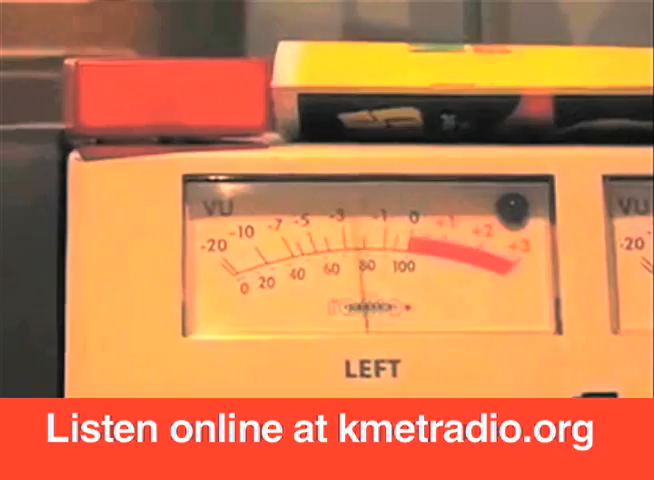 VU
VU
-20 -10 -7 -5 -3 -1 0 +1 +2 +3
-20
0 20 40 60 80 100
LEFT
Listen online at kmetradio.org